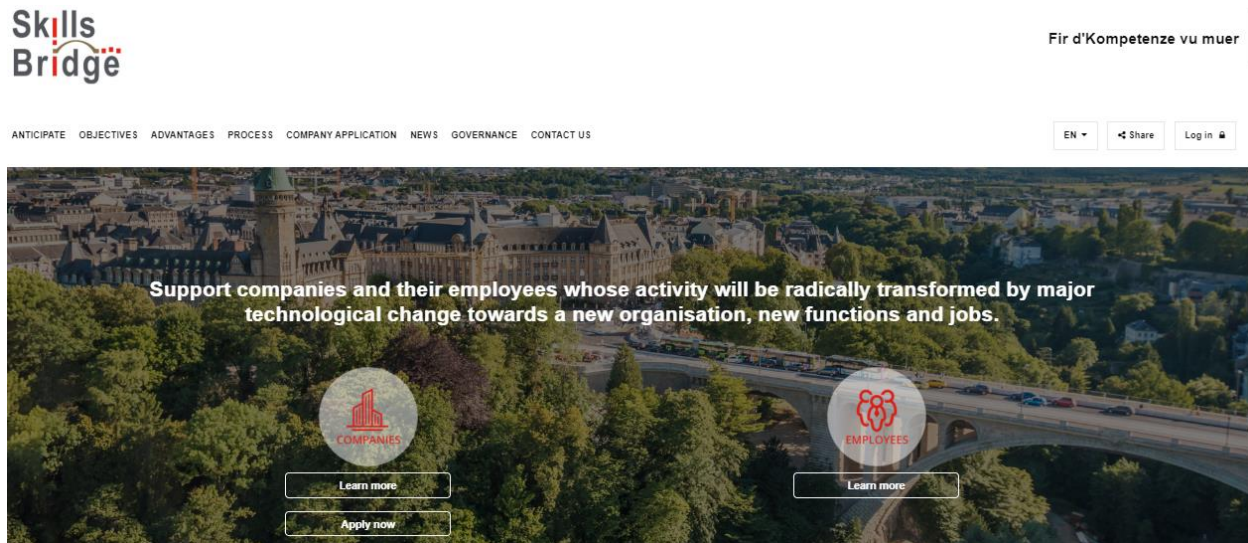 Skills
Bridge
Fir d'Kompetenze vu muer
ANTICIPATE OBJECTIVES ADVANTAGES PROCESS COMPANY APPLICATION NEWS GOVERNANCE CONTACT US
EN Share Log in
Support companies and their employees whose activity will be radically transformed by major
technological change towards a new organisation, new functions and jobs.
COMPANIES
Learn more
Apply now
EMPLOYEES
Learn more